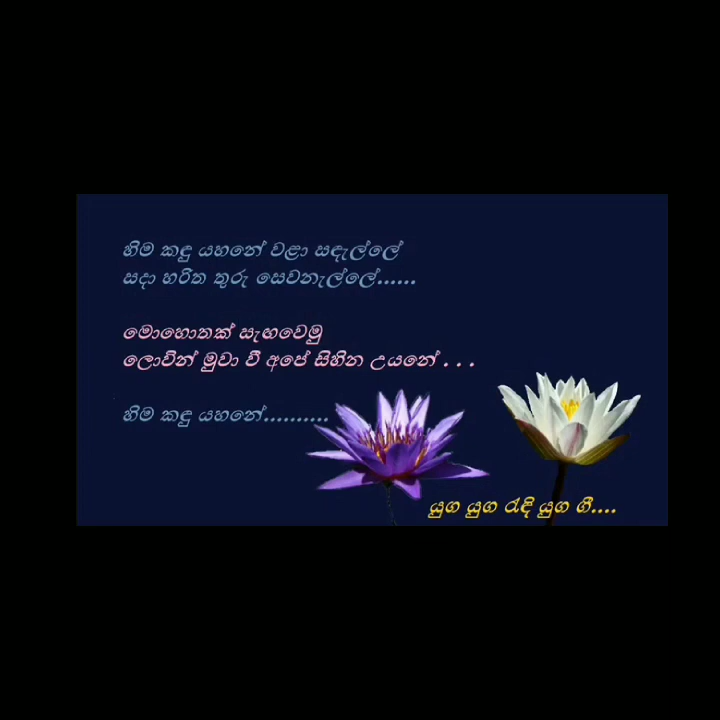 හිම කඳු යහනේ වළා සඳැල්ලේ
සදා හරිත තුරු සෙවනැල්ලේ......
මොහොතක් සැඟවෙමු
ලොවින් මුවා වී අපේ සිහින උයනේ . . .
හිම කඳු යහනේ..........
යුග යුග රැඳි යුග ගී....